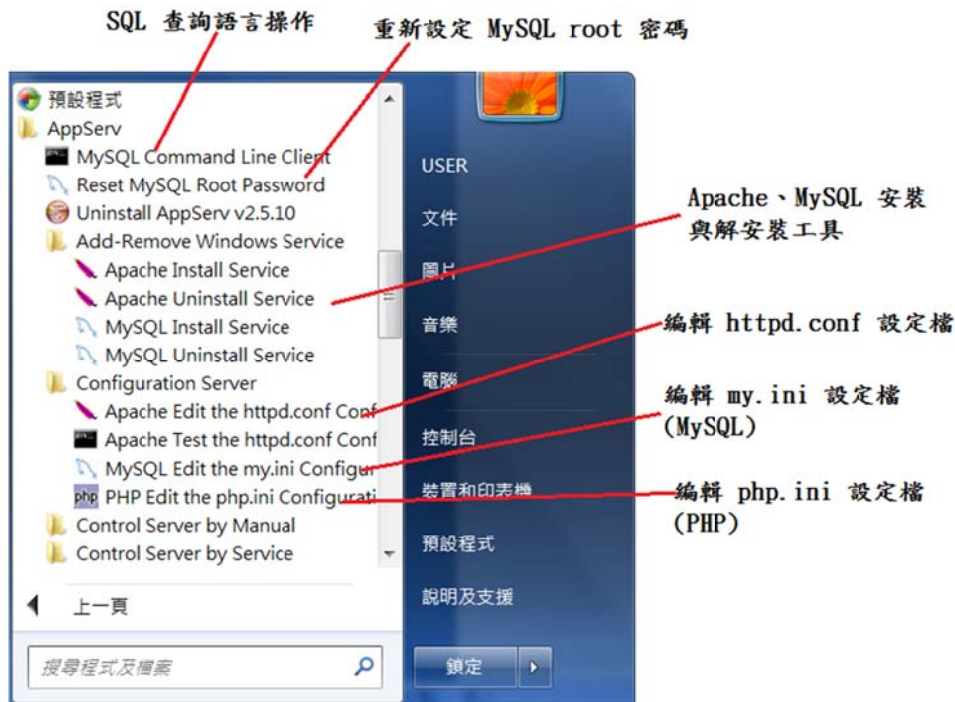 SQL 查詢語言操作
重新設定 MySQL root 密碼
預設程式
AppServ
MySQL Command Line Client
Reset MySQL Root Password
Uninstall AppServ v2.5.10
Add-Remove Windows Service
Apache Install Service
Apache Uninstall Service
MySQL Install Service
MySQL Uninstall Service
Configuration Server
Apache Edit the httpd.conf Conf
Apache Test the httpd.conf Conf
MySQL Edit the my.ini Configur
php PHP Edit the php.ini Configurati
Control Server by Manual
Control Server by Service
上一頁
搜尋程式及檔案
USER
文件
圖片
音樂
電腦
控制台
裝置和印表機
預設程式
說明及支援
鎖定
Apache、MySQL 安裝
與解安裝工具
編輯 httpd.conf 設定檔
編輯 my.ini 設定檔
(MySQL)
編輯 php.ini 設定檔
(PHP)